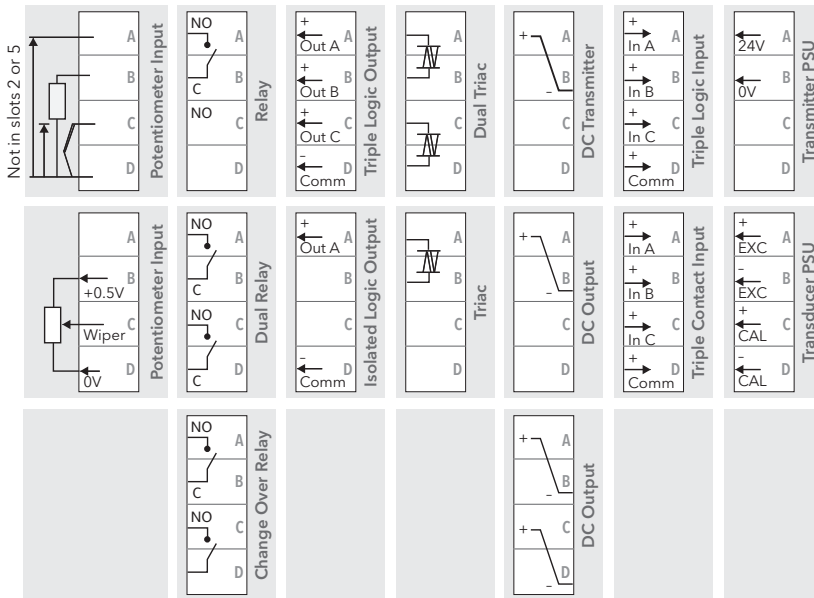 Not in slots 2 or 5
A
B
C
D
Potentiometer Input
NO
A
B
C
NO
C
D
Relay
+
Out A
A
+
Out B
B
+
Out C
C
-
Comm
D
Triple Logic Output
A
B
C
D
Dual Triac
+
A
B
-
C
D
DC Transmitter
+
In A
A
+
In B
B
+
In C
C
+
Comm
D
Triple Logic Input
24V
A
0V
B
C
D
Transmitter PSU
A
B
+0.5V
C
Wiper
D
0V
Potentiometer Input
NO
A
B
C
NO
C
D
C
Dual Relay
+
Out A
A
B
C
-
Comm
D
Isolated Logic Output
A
B
C
D
Triac
+
A
B
-
C
D
DC Output
+
In A
A
+
In B
B
+
In C
C
+
Comm
D
Triple Contact Input
+
EXC
A
-
EXC
B
+
CAL
C
-
CAL
D
Transducer PSU
NO
A
B
C
NO
C
D
Change Over Relay
+
A
B
-
+
C
D
-
DC Output